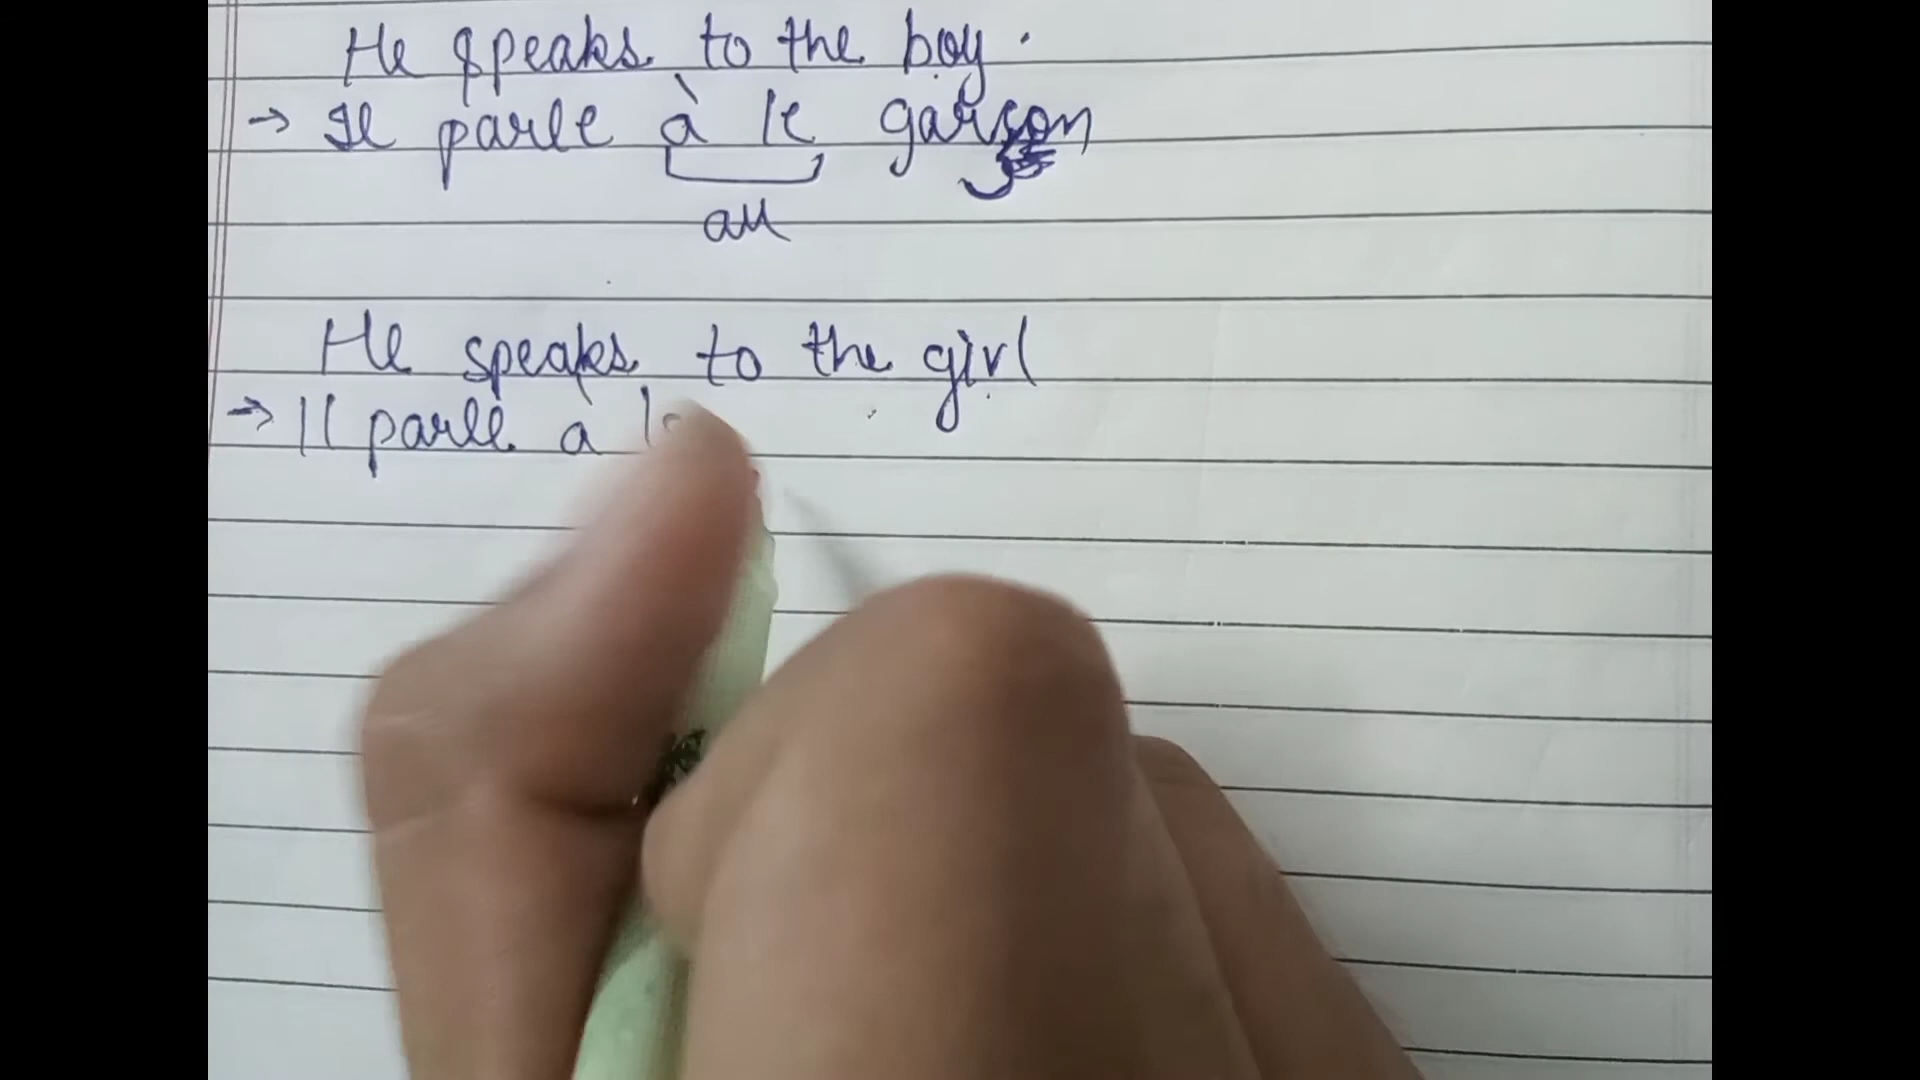 He speaks to the boy.
→ Il parle à le garçon
au
He speaks to the girl
→ Il parle à